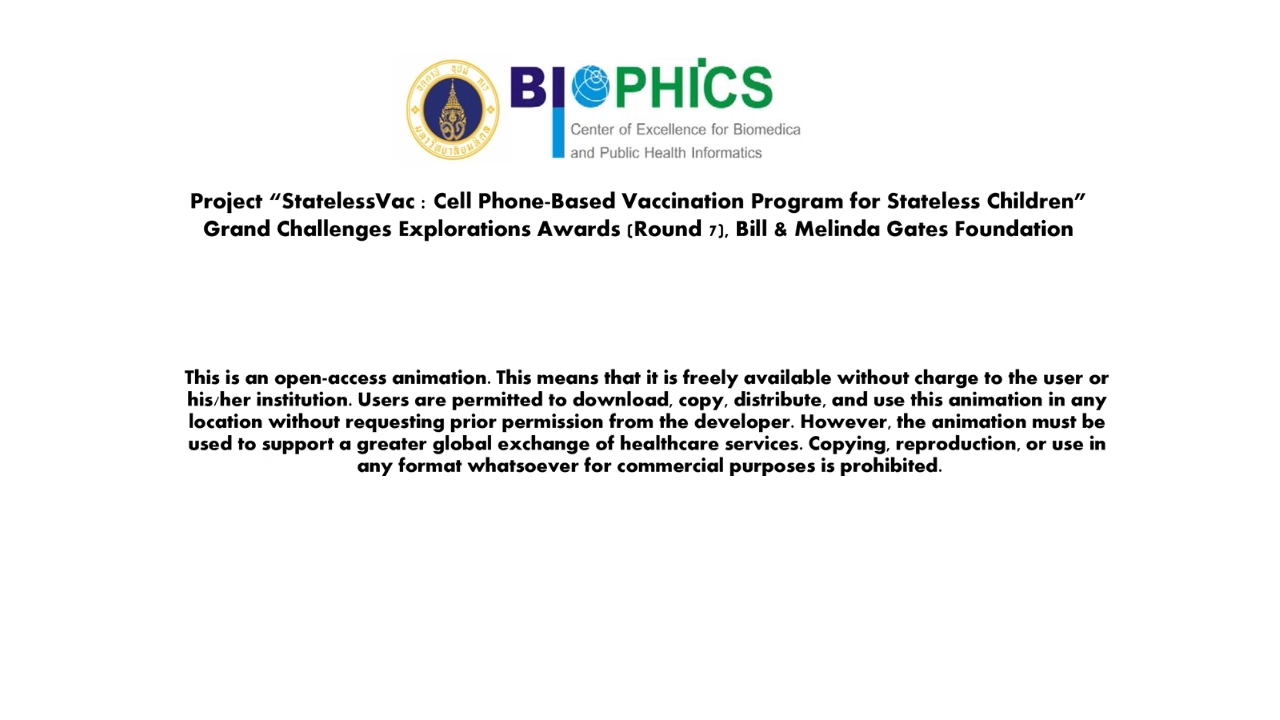 BIOPHICS
Center of Excellence for Biomedica
and Public Health Informatics
Project “StatelessVac : Cell Phone-Based Vaccination Program for Stateless Children”
Grand Challenges Explorations Awards (Round 7), Bill & Melinda Gates Foundation
This is an open-access animation. This means that it is freely available without charge to the user or
his/her institution. Users are permitted to download, copy, distribute, and use this animation in any
location without requesting prior permission from the developer. However, the animation must be
used to support a greater global exchange of healthcare services. Copying, reproduction, or use in
any format whatsoever for commercial purposes is prohibited.